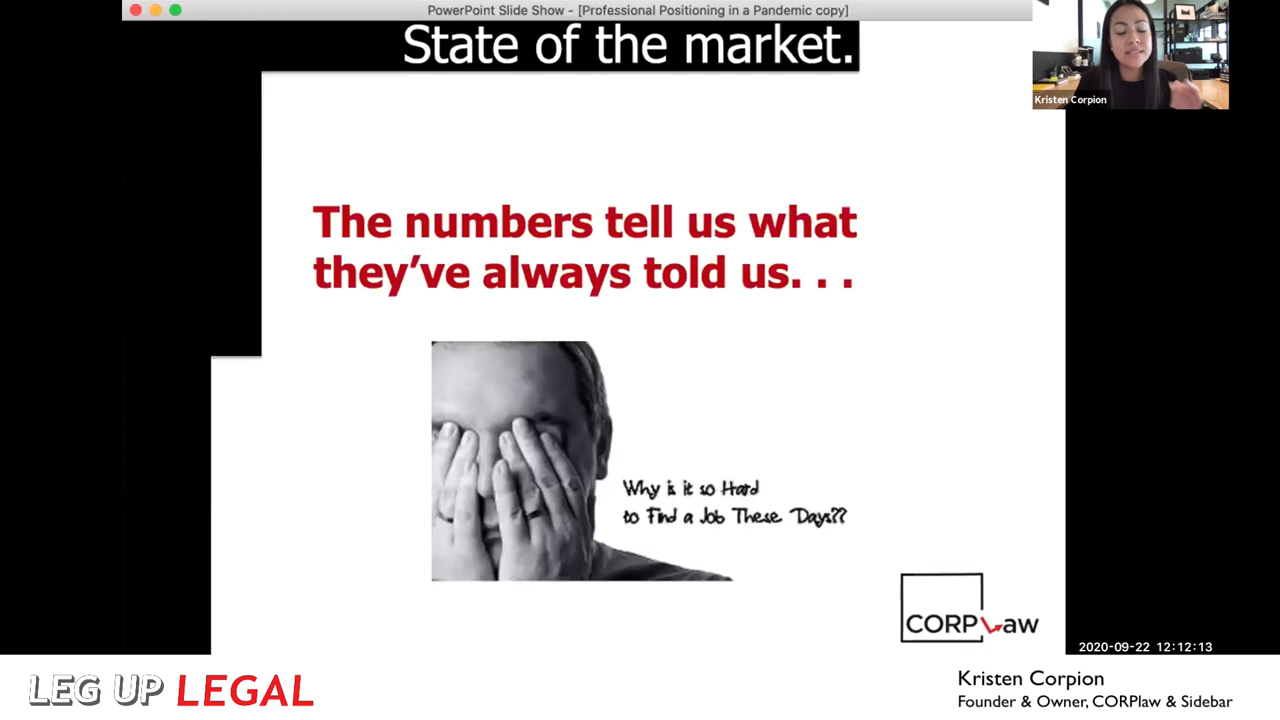 PowerPoint Slide Show - [Professional Positioning in a Pandemic copy]
State of the market.
Kristen Corpion
The numbers tell us what
they've always told us. . .
Why is it so Hard
to Find a Job These Days??
CORP Law
2020-09-22 12:12:13
LEG UP LEGAL
Kristen Corpion
Founder & Owner, CORPlaw & Sidebar